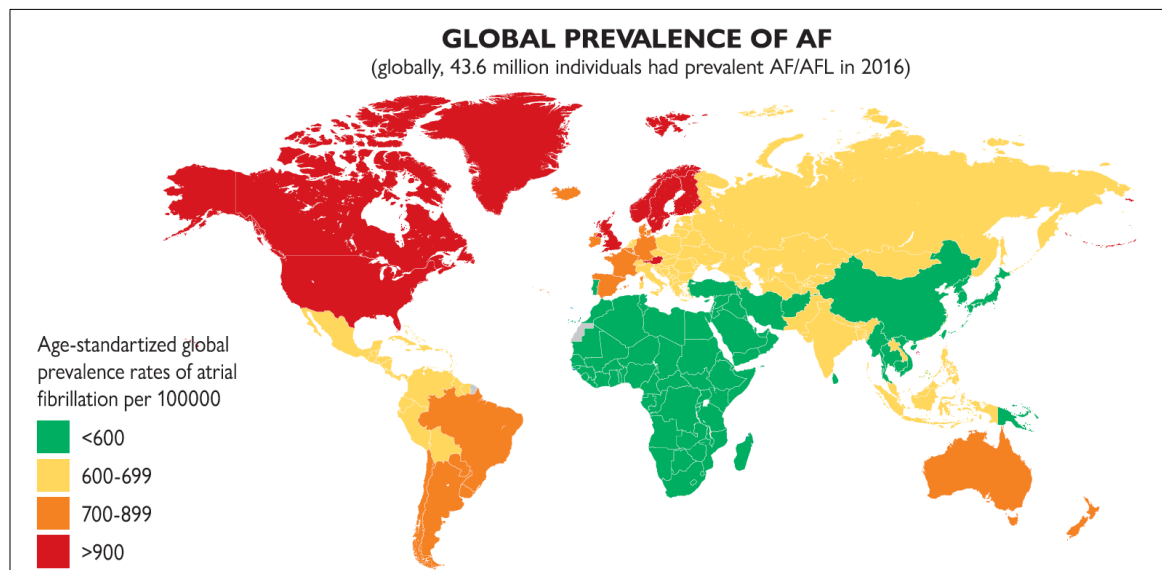 GLOBAL PREVALENCE OF AF
(globally, 43.6 million individuals had prevalent AF/AFL in 2016)
Age-standartized global
prevalence rates of atrial
fibrillation per 100000
<600
600-699
700-899
>900